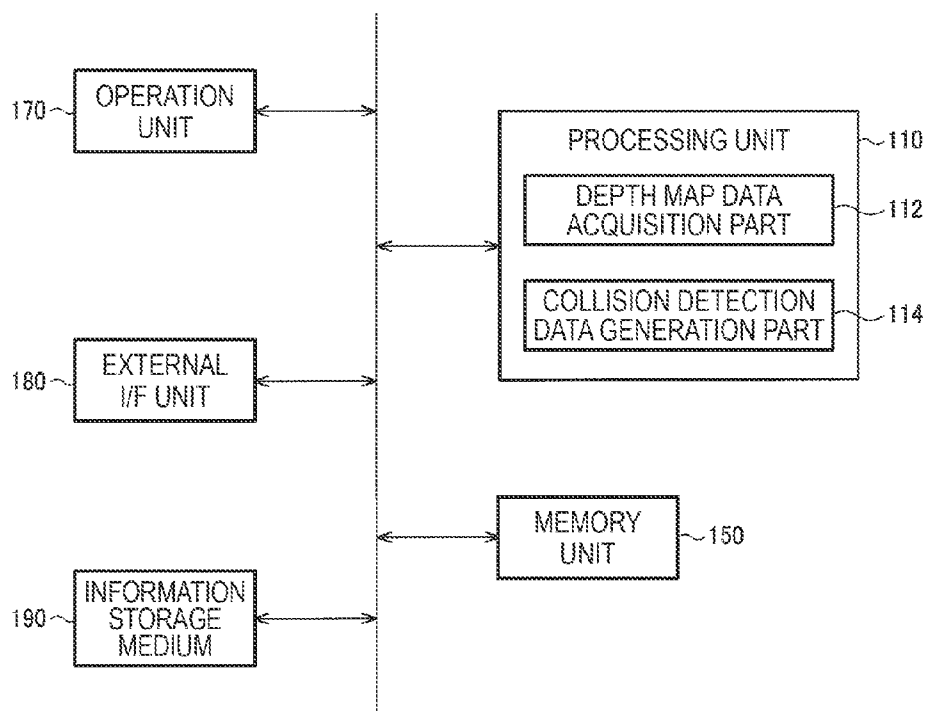 170
OPERATION
UNIT
PROCESSING UNIT
110
DEPTH MAP DATA
ACQUISITION PART
112
COLLISION DETECTION
DATA GENERATION PART
114
180
EXTERNAL
I/F UNIT
MEMORY
UNIT
150
190
INFORMATION
STORAGE
MEDIUM